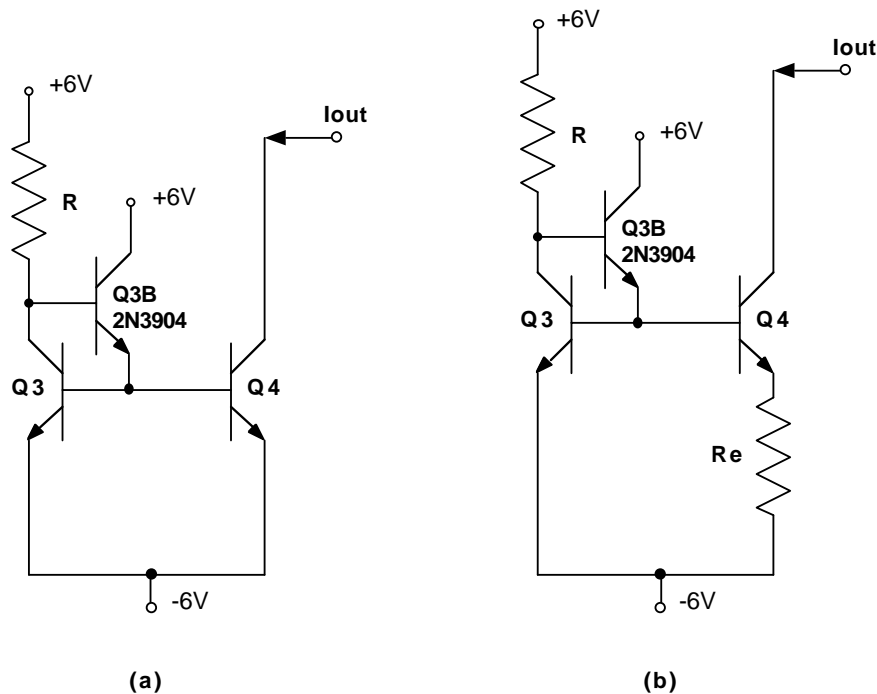 +6V
R
+6V
Iout
Q3B
2N3904
Q3
Q4
-6V
(a)
+6V
R
+6V
Iout
Q3B
2N3904
Q3
Q4
Re
-6V
(b)